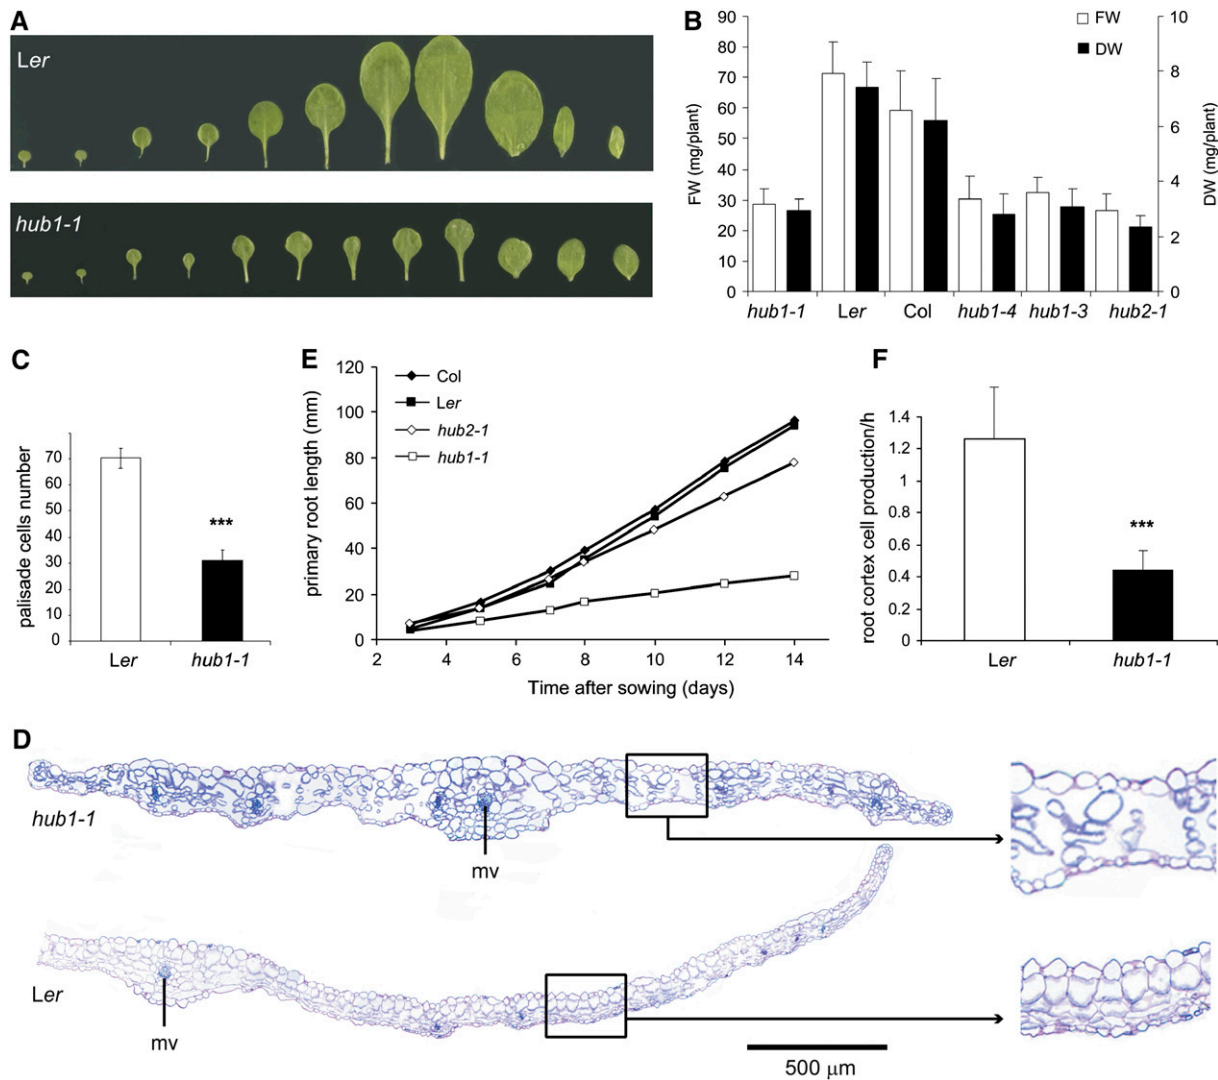 A
Ler
hub1-1
B
90
80
70
60
50
40
30
20
10
0
FW (mg/plant)
FW
DW
10
8
6
4
2
0
DW (mg/plant)
hub1-1 Ler Col hub1-4 hub1-3 hub2-1
C
palisade cells number
70
60
50
40
30
20
10
0
***
Ler hub1-1
E
primary root length (mm)
120
100
80
60
40
20
0
Col
Ler
hub2-1
hub1-1
2 4 6 8 10 12 14
Time after sowing (days)
F
root cortex cell production/h
1.4
1.2
1
0.8
0.6
0.4
0.2
0
***
Ler hub1-1
D
hub1-1
mv
Ler
mv
500 µm